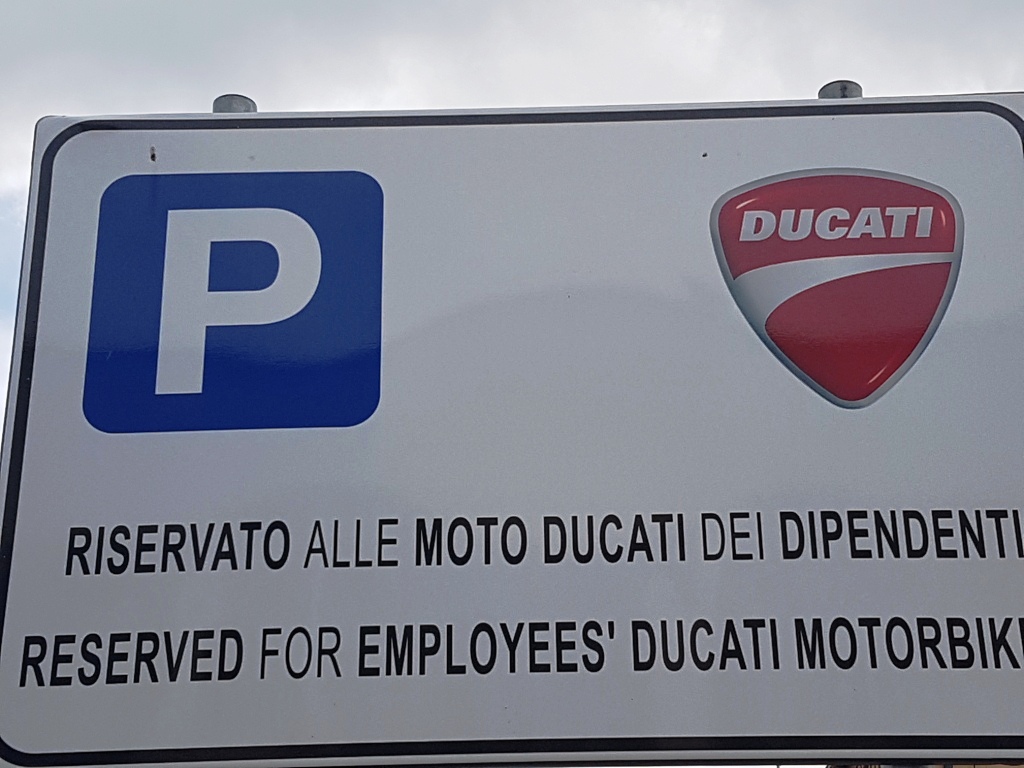 P
DUCATI
RISERVATO ALLE MOTO DUCATI DEI DIPENDENTI
RESERVED FOR EMPLOYEES' DUCATI MOTORBIK